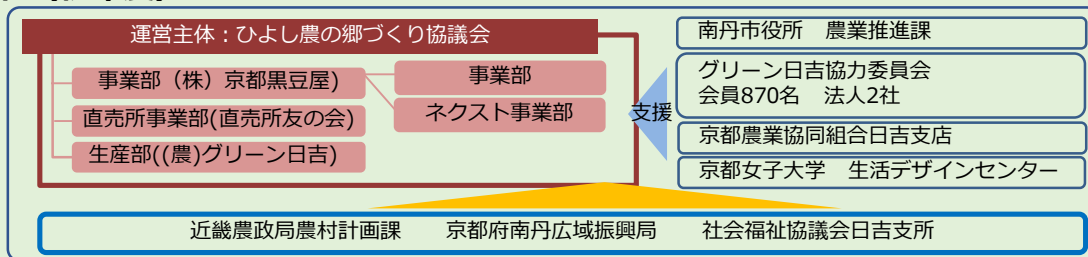 運営主体：ひよし農の郷づくり協議会
事業部（株）京都黒豆屋)
直売所事業部(直売所友の会)
生産部((農)グリーン日吉)
事業部
ネクスト事業部
支援
南丹市役所　農業推進課
グリーン日吉協力委員会
会員870名　法人2社
京都農業協同組合日吉支店
京都女子大学　生活デザインセンター
近畿農政局農村計画課　　京都府南丹広域振興局　　社会福祉協議会日吉支所